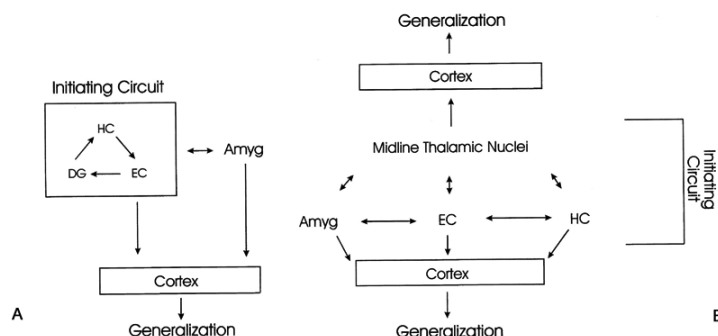 Generalization
Cortex
Initiating Circuit
HC
DG
EC
Amyg
Cortex
Generalization
A
Midline Thalamic Nuclei
Amyg
EC
HC
Cortex
Generalization
Initiating
Circuit